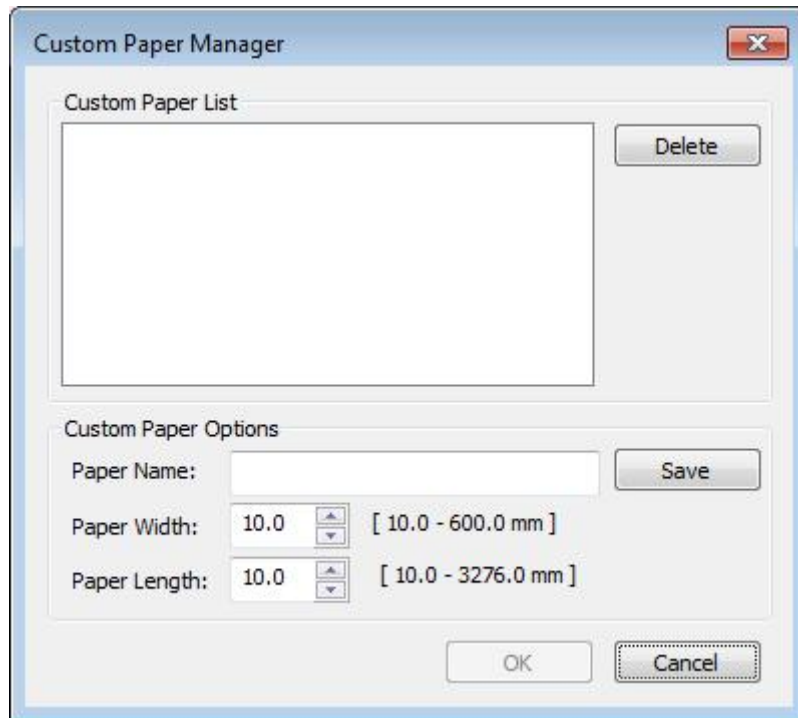 Custom Paper Manager
Custom Paper List
Delete
Custom Paper Options
Paper Name:
Save
Paper Width: 10.0 [ 10.0 - 600.0 mm ]
Paper Length: 10.0 [ 10.0 - 3276.0 mm ]
OK Cancel